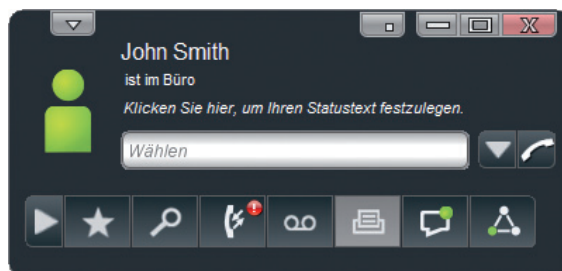 John Smith
ist im Büro
Klicken Sie hier, um Ihren Statustext festzulegen.
Wählen